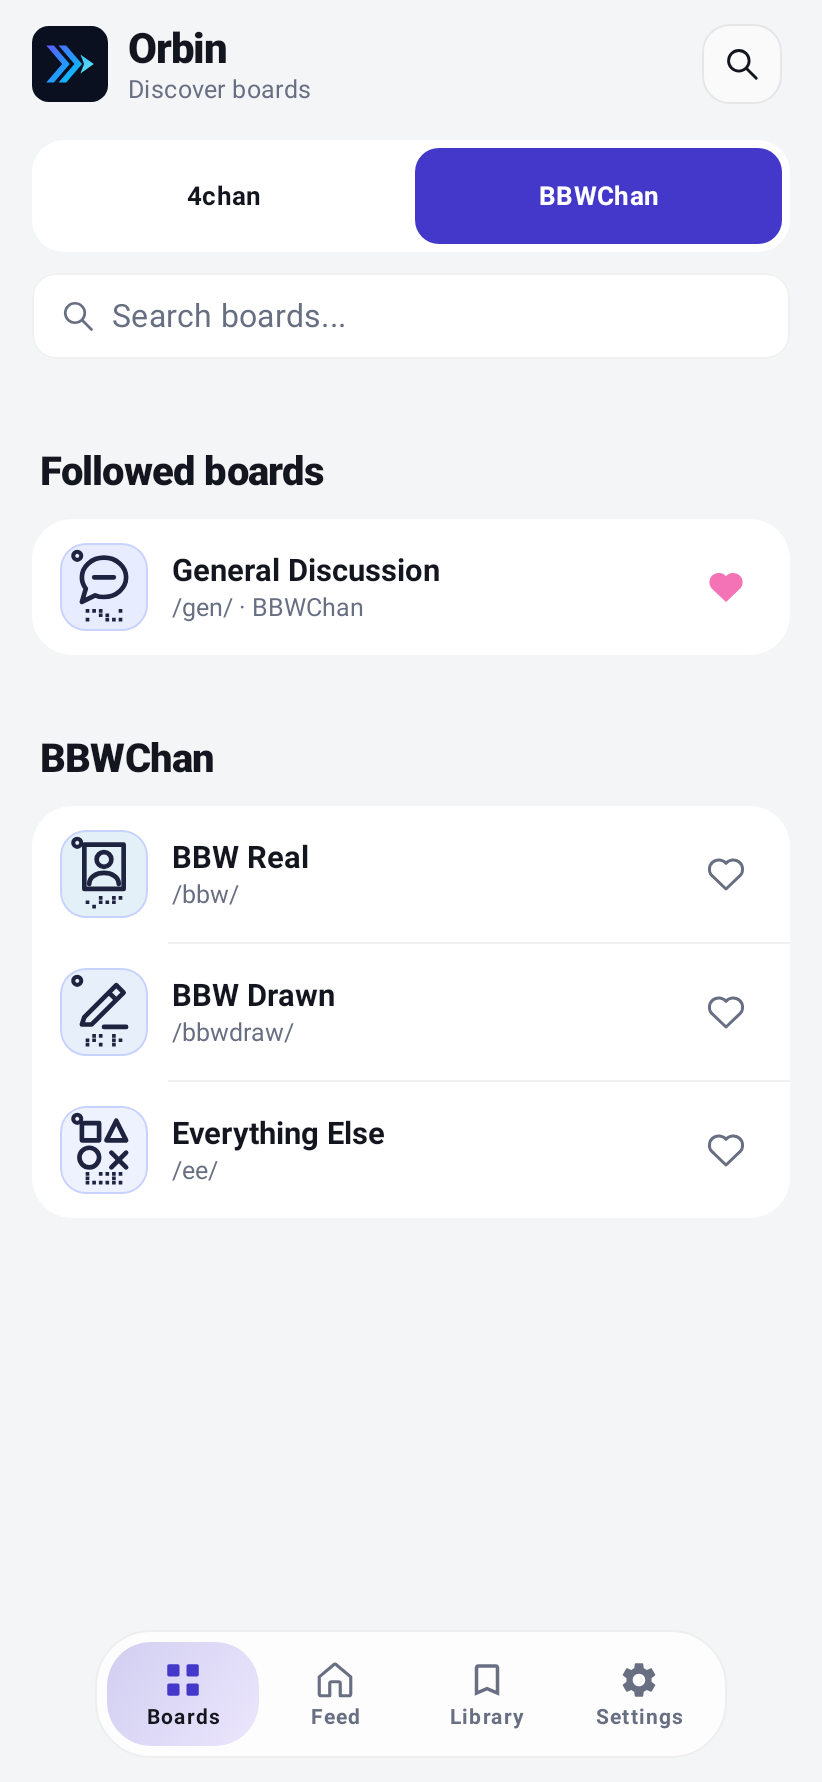 Orbin
Discover boards
4chan
BBWChan
Search boards...
Followed boards
General Discussion
/gen/ · BBWChan
BBWChan
BBW Real
/bbw/
BBW Drawn
/bbwdraw/
Everything Else
/ee/
Boards
Feed
Library
Settings